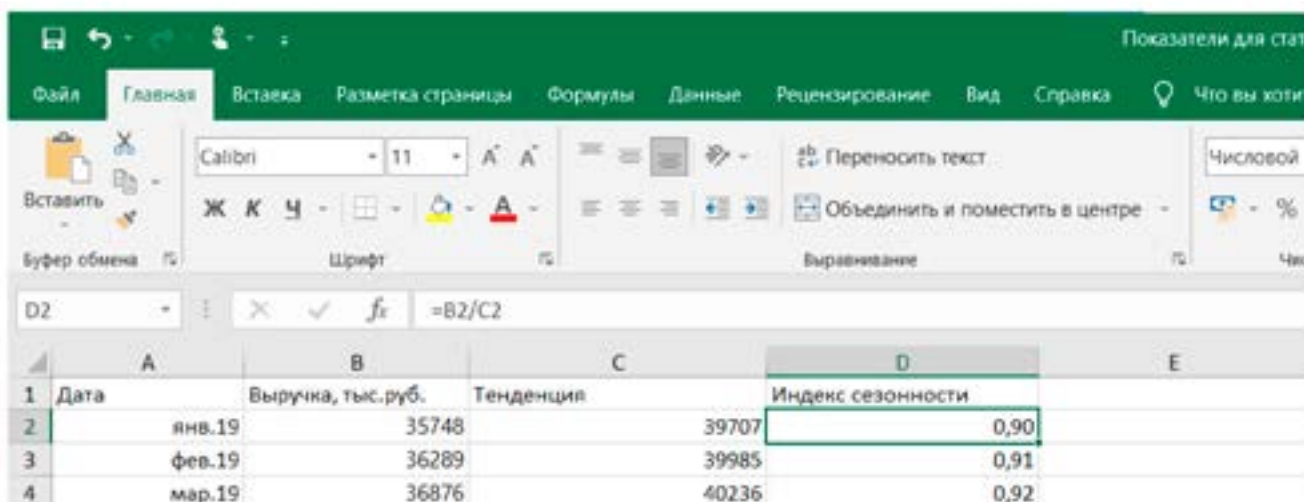 Показатели для стат
Файл Главная Вставка Разметка страницы Формулы Данные Рецензирование Вид Справка Что вы хоти
Вставить
Calibri 11 A A
Ж К Ч
ab Переносить текст
Объединить и поместить в центре
Числовой
%
Буфер обмена Шрифт Выравнивание Чис
D2 fx =B2/C2
A B C D E
1 Дата Выручка, тыс.руб. Тенденция Индекс сезонности
2 янв.19 35748 39707 0,90
3 фев.19 36289 39985 0,91
4 мар.19 36876 40236 0,92